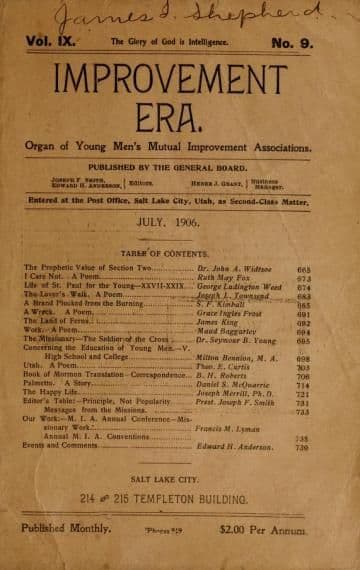 James S. Shepherd.
Vol. IX. The Glory of God is Intelligence. No. 9.
IMPROVEMENT
ERA.
Organ of Young Men's Mutual Improvement Associations.
PUBLISHED BY THE GENERAL BOARD.
JOSEPH F. SMITH,
EDWARD H. ANDERSON, } Editors. HEBER J. GRANT, { Business Manager.
Entered at the Post Office, Salt Lake City, Utah, as Second-Class Matter.
JULY, 1906.
TABLE OF CONTENTS.
The Prophetic Value of Section Two Dr. John A. Widtsoe 665
I Care Not. A Poem Ruth May Fox 673
Life of St. Paul for the Young—XXVII-XXIX George Ludington Weed 674
The Lover's Walk. A Poem Joseph L. Townsend 683
A Brand Plucked from the Burning S. F. Kimball 685
A Wreck. A Poem Grace Ingles Frost 691
The Land of Ferns James King 692
Work. A Poem Maud Baggarley 694
The Missionary—The Soldier of the Cross Dr. Seymour B. Young 695
Concerning the Education of Young Men.—V.
High School and College Milton Bennion, M. A. 698
Utah. A Poem Theo. E. Curtis 705
Book of Mormon Translation—Correspondence B. H. Roberts 706
Palmetto. A Story Daniel S. McQuarrie 714
The Happy Life Joseph Merrill, Ph. D. 721
Editor's Table: Principle, Not Popularity Prest. Joseph F. Smith 731
Messages from the Missions. 733
Our Work: M. I. A. Annual Conference—Mis-
sionary Work. Francis M. Lyman
Annual M. I. A. Conventions 735
Events and Comments Edward H. Anderson. 739
SALT LAKE CITY.
214 and 215 TEMPLETON BUILDING.
Published Monthly. $2.00 Per Annum.